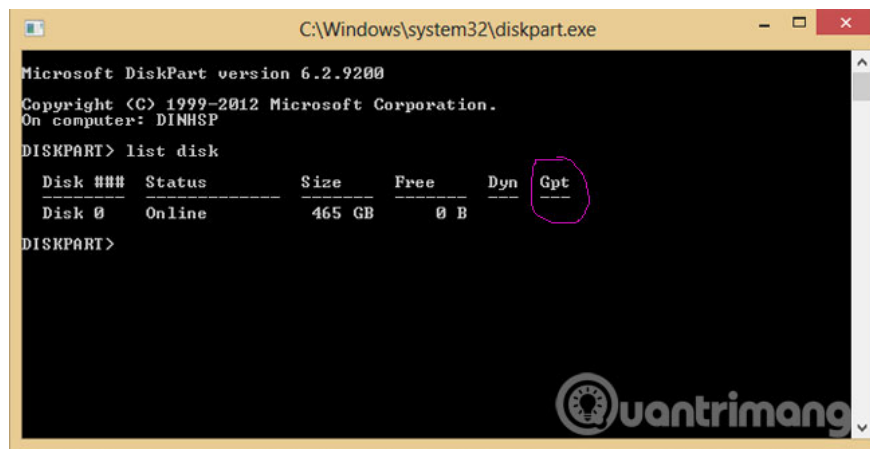 C:\Windows\system32\diskpart.exe
Microsoft DiskPart version 6.2.9200
Copyright (C) 1999-2012 Microsoft Corporation.
On computer: DINHSP
DISKPART> list disk
Disk ###  Status         Size     Free     Dyn  Gpt
--------  -------------  -------  -------  ---  ---
Disk 0    Online          465 GB      0 B
DISKPART>
Quantrimang